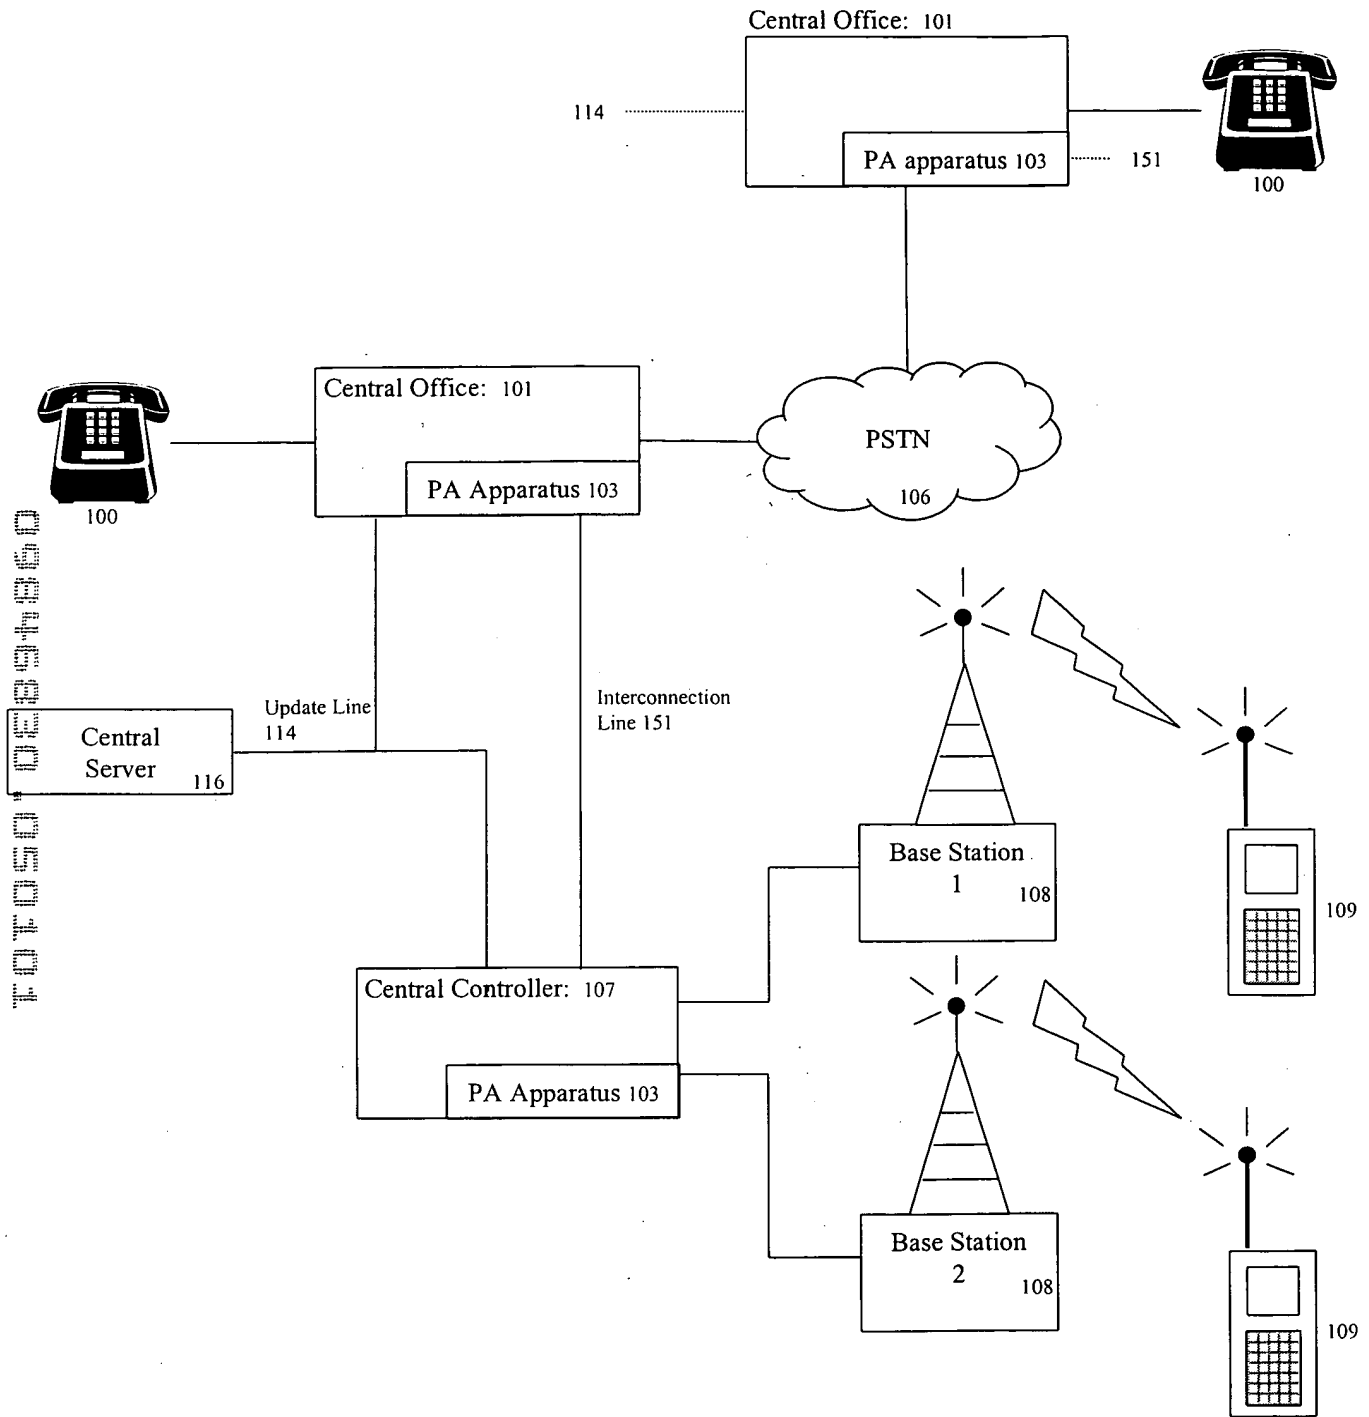 Central Office: 101
114
PA apparatus 103
151
100
Central Office: 101
PA Apparatus 103
100
PSTN
106
Update Line
114
Interconnection
Line 151
Central
Server
116
Base Station
1
108
109
Central Controller: 107
PA Apparatus 103
Base Station
2
108
109